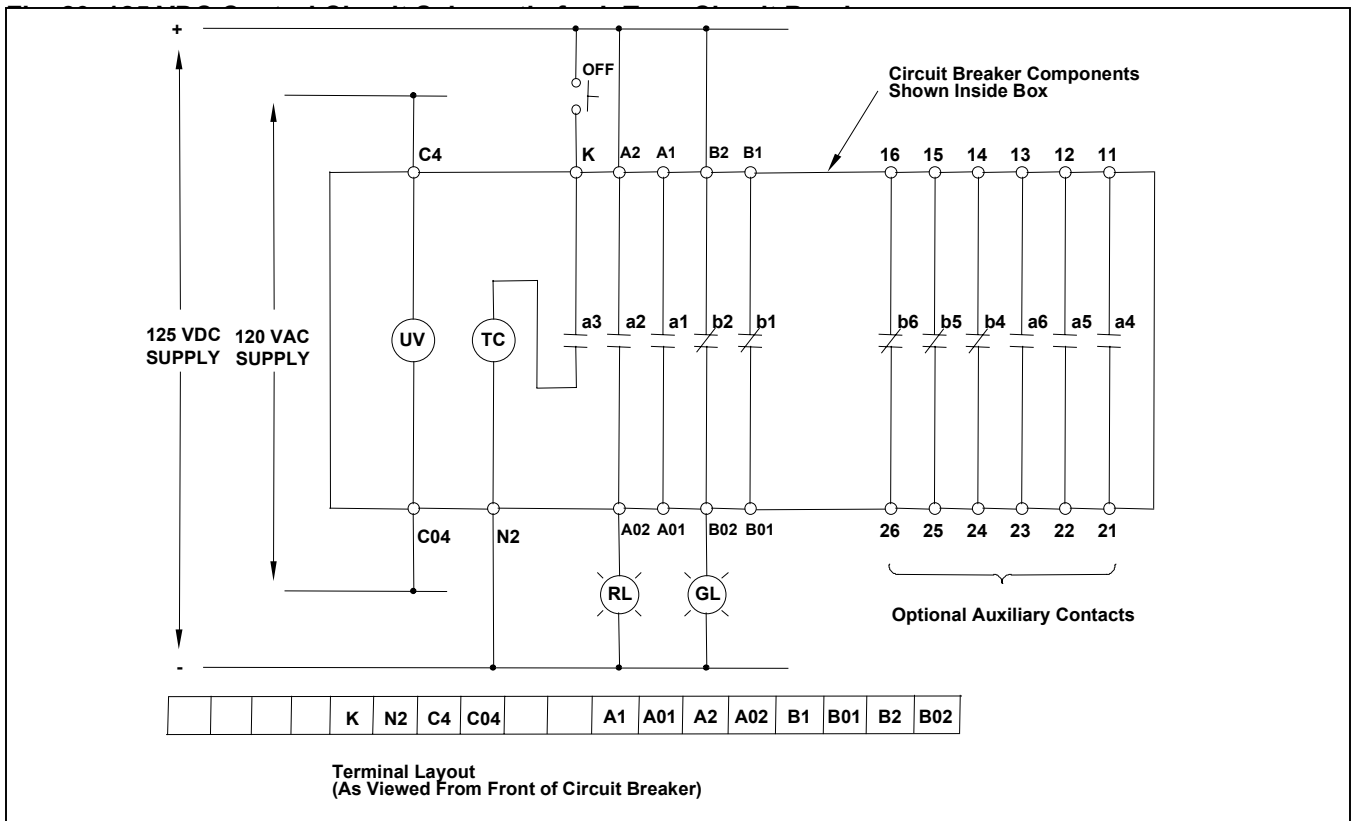 +
OFF
Circuit Breaker Components
Shown Inside Box
C4 K A2 A1 B2 B1 16 15 14 13 12 11
125 VDC
SUPPLY
120 VAC
SUPPLY
UV TC a3 a2 a1 b2 b1 b6 b5 b4 a6 a5 a4
C04 N2 A02 A01 B02 B01 26 25 24 23 22 21
RL GL
Optional Auxiliary Contacts
-
K N2 C4 C04 A1 A01 A2 A02 B1 B01 B2 B02
Terminal Layout
(As Viewed From Front of Circuit Breaker)